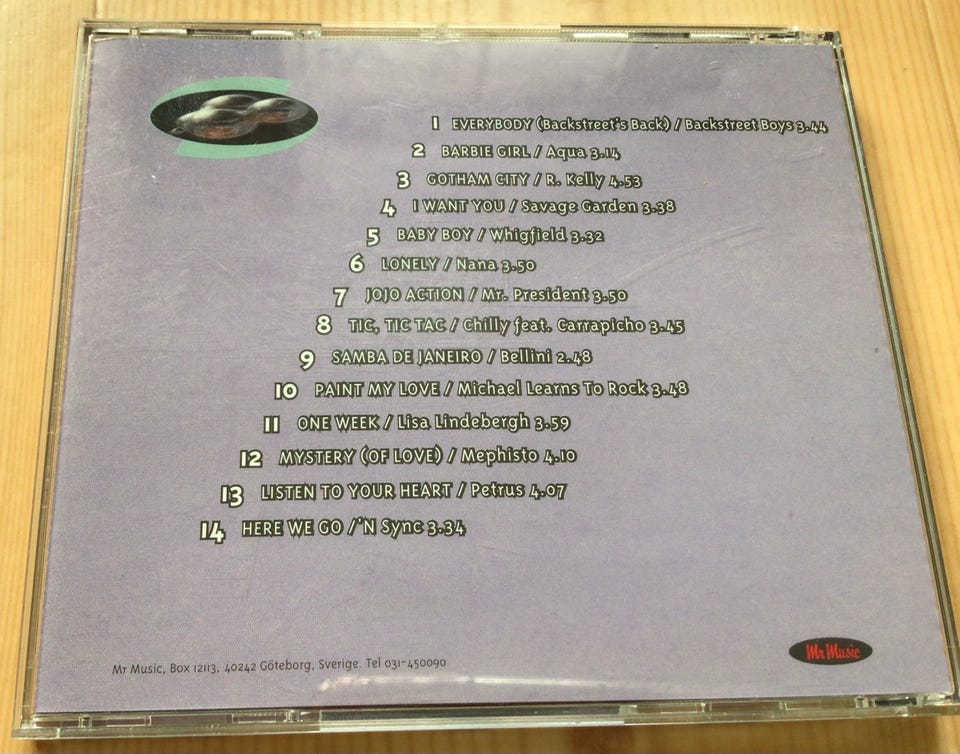 1 EVERYBODY (Backstreet's Back) / Backstreet Boys 3.44
2 BARBIE GIRL / Aqua 3.14
3 GOTHAM CITY / R. Kelly 4.53
4 I WANT YOU / Savage Garden 3.38
5 BABY BOY / Whigfield 3.32
6 LONELY / Nana 3.50
7 JOJO ACTION / Mr. President 3.50
8 TIC, TIC TAC / Chilly feat. Carrapicho 3.45
9 SAMBA DE JANEIRO / Bellini 2.48
10 PAINT MY LOVE / Michael Learns To Rock 3.48
11 ONE WEEK / Lisa Lindebergh 3.59
12 MYSTERY (OF LOVE) / Mephisto 4.10
13 LISTEN TO YOUR HEART / Petrus 4.07
14 HERE WE GO /'N Sync 3.34
Mr Music
Mr Music, Box 12113, 40242 Göteborg, Sverige. Tel 031-450090